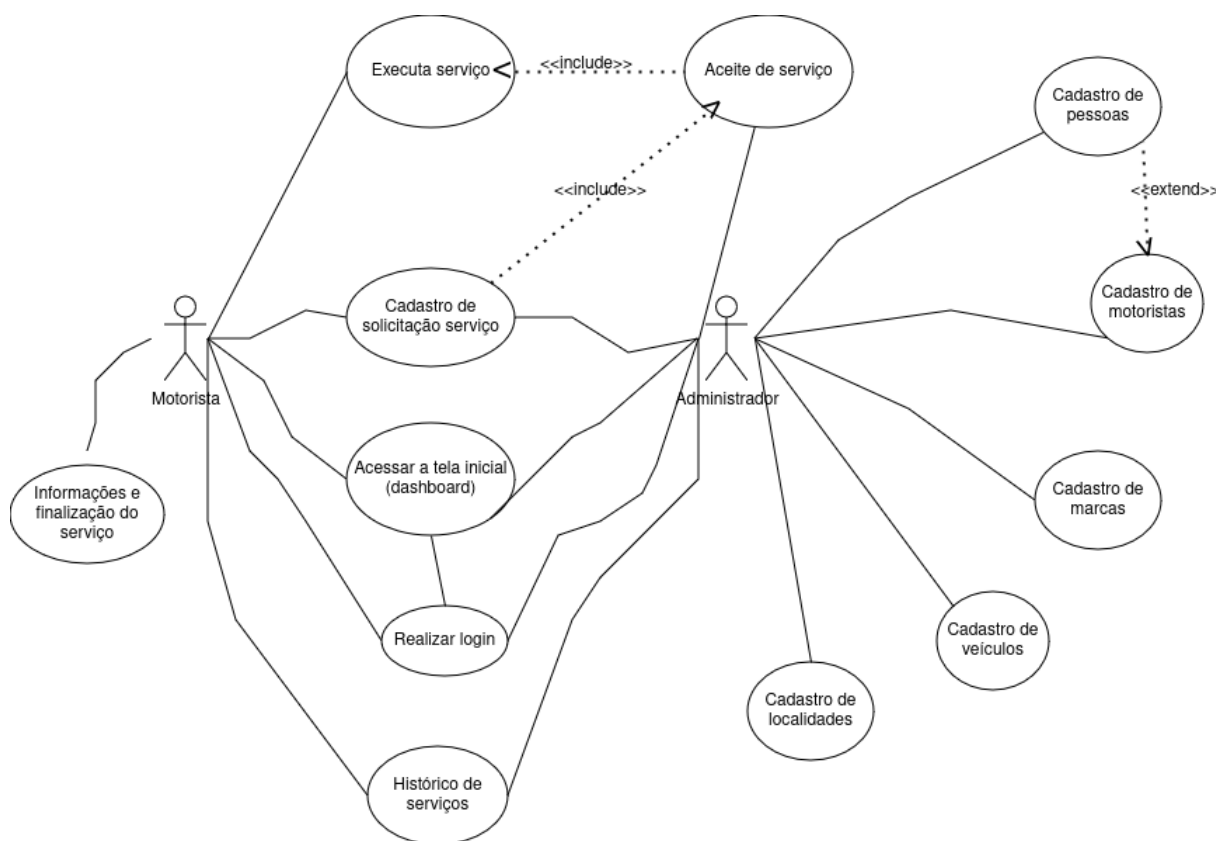 Executa serviço
<<include>>
Aceite de serviço
Cadastro de
pessoas
<<include>>
<<extend>>
Cadastro de
solicitação serviço
Cadastro de
motoristas
Motorista
Administrador
Acessar a tela inicial
(dashboard)
Informações e
finalização do
serviço
Cadastro de
marcas
Realizar login
Cadastro de
veículos
Cadastro de
localidades
Histórico de
serviços